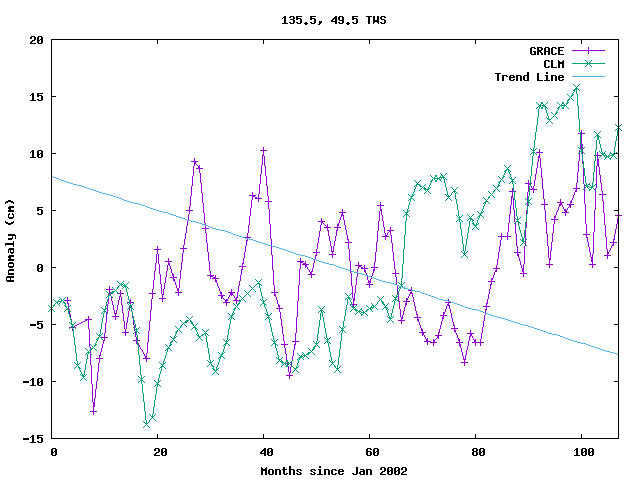 135.5, 49.5 TWS
GRACE
CLM
Trend Line
20
15
10
5
0
-5
-10
-15
Anomaly (cm)
0 20 40 60 80 100
Months since Jan 2002